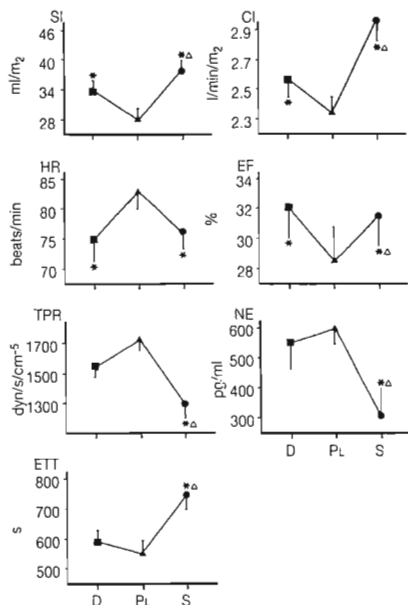 SI
ml/m2
46
40
34
28
*
*△
CI
l/min/m2
2.9
2.7
2.5
2.3
*
*△
HR
beats/min
85
80
75
70
*
*
EF
%
34
32
30
28
*
*△
TPR
dyn/s/cm-5
1700
1500
1300
*△
NE
pg/ml
600
500
400
300
*△
D PL S
ETT
s
800
700
600
500
*△
D PL S